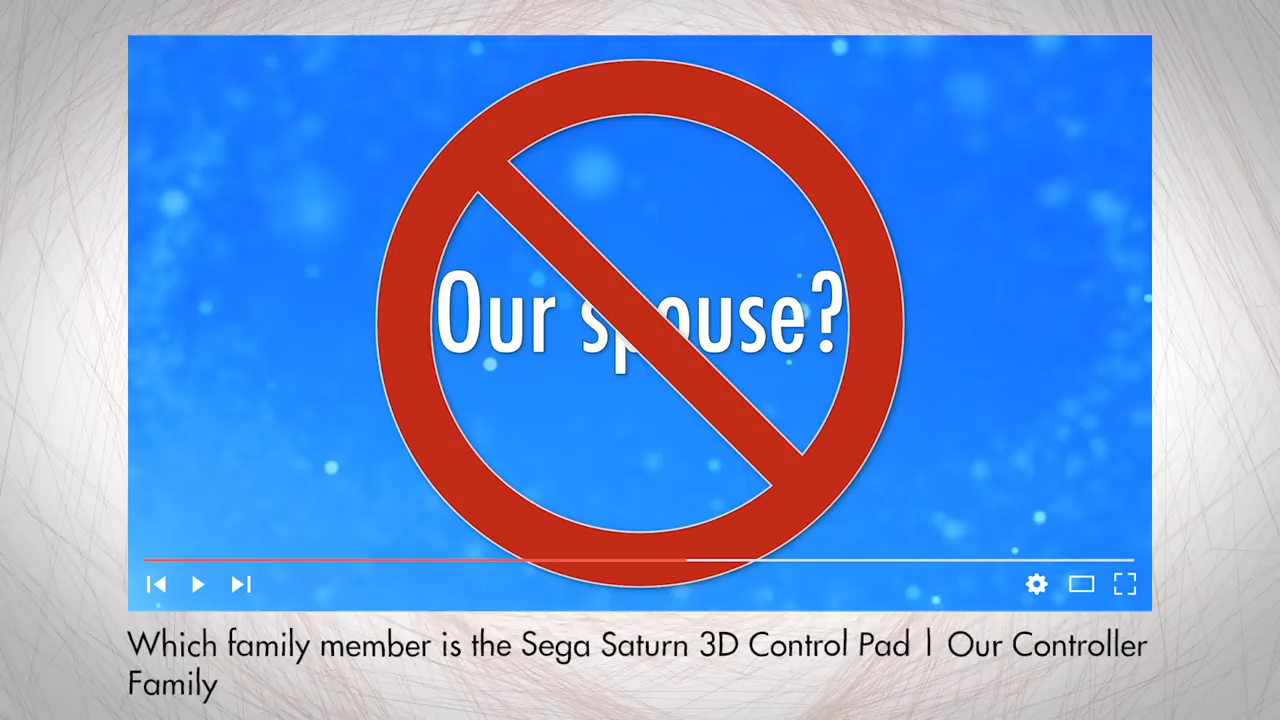 Our spouse?
Which family member is the Sega Saturn 3D Control Pad | Our Controller
Family